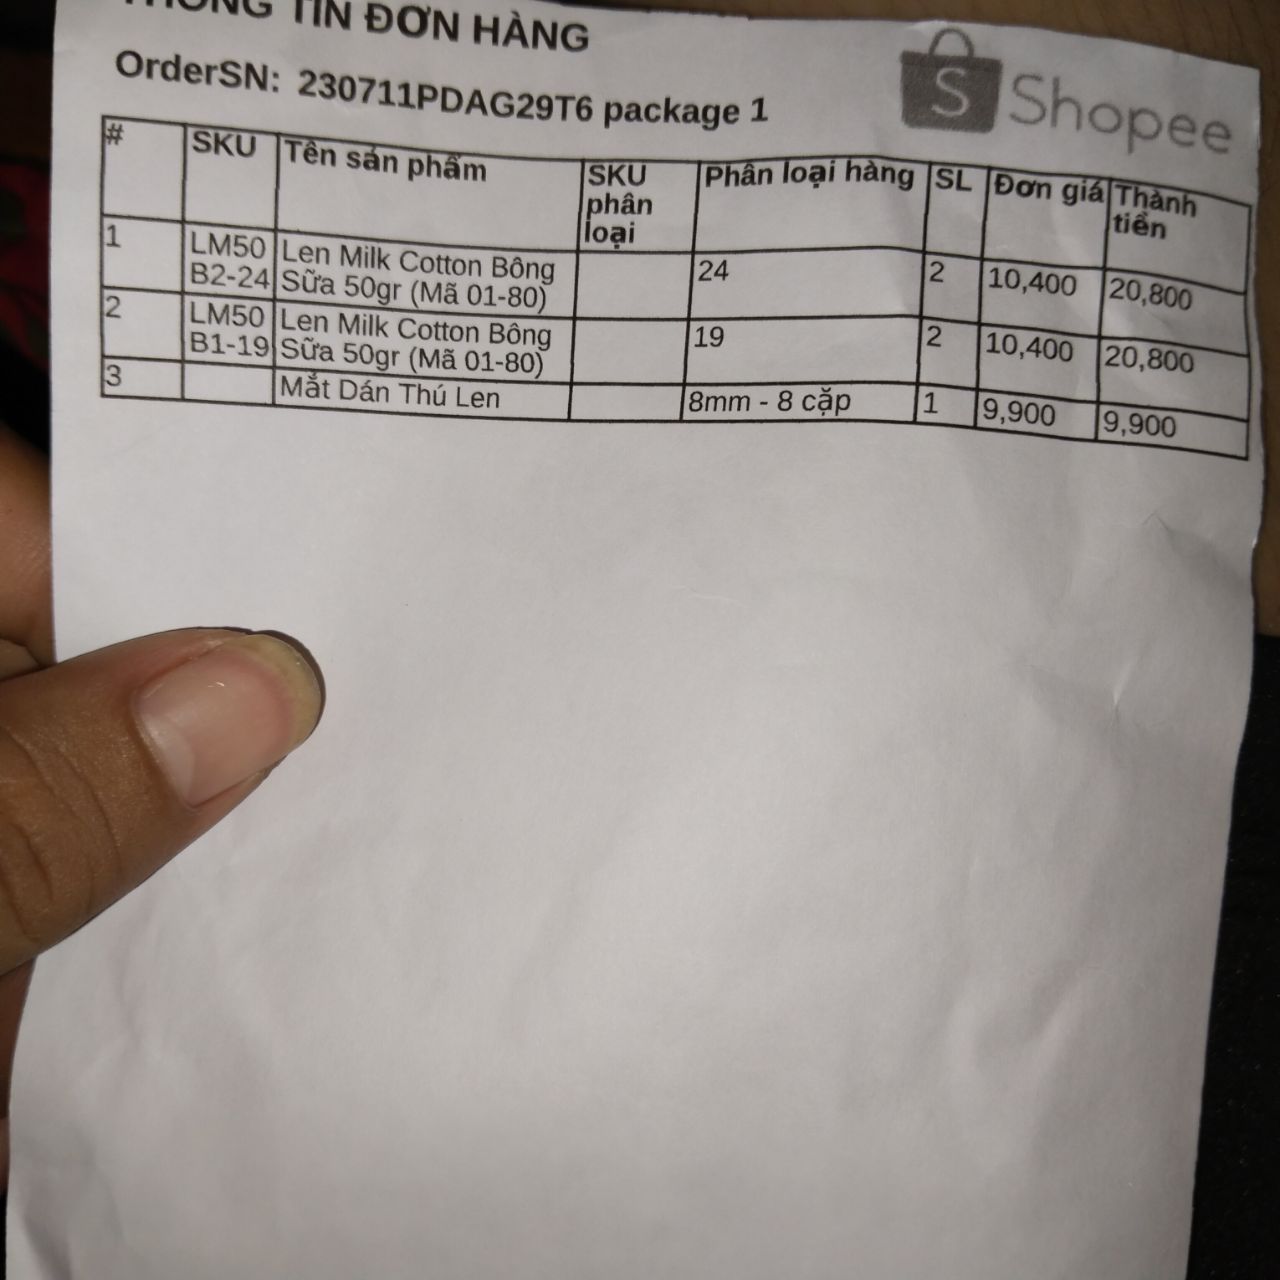 THÔNG TIN ĐƠN HÀNG
Shopee
OrderSN: 230711PDAG29T6 package 1
# SKU Tên sản phẩm SKU phân loại Phân loại hàng SL Đơn giá Thành tiền
1 LM50 B2-24 Len Milk Cotton Bông Sữa 50gr (Mã 01-80) 24 2 10,400 20,800
2 LM50 B1-19 Len Milk Cotton Bông Sữa 50gr (Mã 01-80) 19 2 10,400 20,800
3 Mắt Dán Thú Len 8mm - 8 cặp 1 9,900 9,900